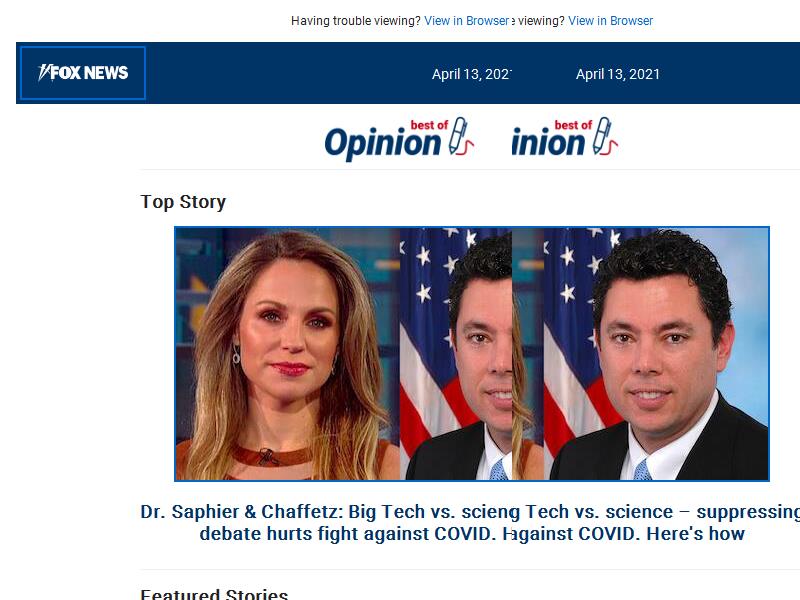 Having trouble viewing? View in Browser e viewing? View in Browser
FOX NEWS April 13, 202 April 13, 2021
best of best of
Opinion inion
Top Story
Dr. Saphier & Chaffetz: Big Tech vs. scieng Tech vs. science – suppressing
debate hurts fight against COVID. Hgainst COVID. Here's how
Featured Stories